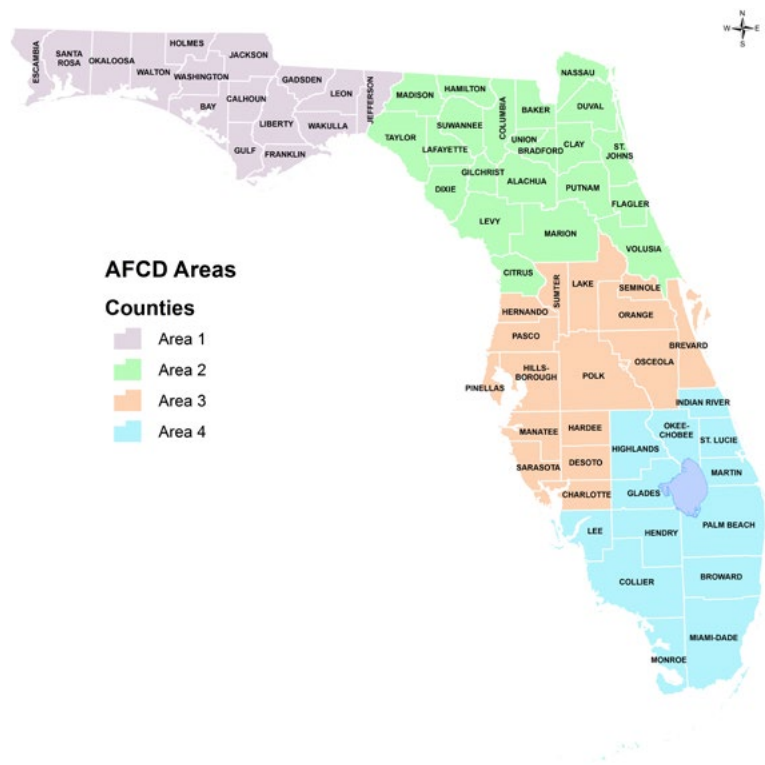 N
W E
S
ESCAMBIA
SANTA
ROSA
OKALOOSA
WALTON
HOLMES
WASHINGTON
JACKSON
BAY
CALHOUN
GULF
LIBERTY
FRANKLIN
GADSDEN
LEON
WAKULLA
JEFFERSON
MADISON
TAYLOR
HAMILTON
SUWANNEE
LAFAYETTE
DIXIE
COLUMBIA
GILCHRIST
LEVY
BAKER
UNION
BRADFORD
ALACHUA
MARION
NASSAU
DUVAL
CLAY
ST.
JOHNS
PUTNAM
FLAGLER
VOLUSIA
CITRUS
AFCD Areas
Counties
Area 1
Area 2
Area 3
Area 4
SUMTER
LAKE
SEMINOLE
HERNANDO
ORANGE
PASCO
BREVARD
OSCEOLA
HILLS-
BOROUGH
POLK
PINELLAS
INDIAN RIVER
MANATEE
HARDEE
OKEE-
CHOBEE
ST. LUCIE
HIGHLANDS
SARASOTA
DESOTO
MARTIN
CHARLOTTE
GLADES
PALM BEACH
LEE
HENDRY
COLLIER
BROWARD
MIAMI-DADE
MONROE